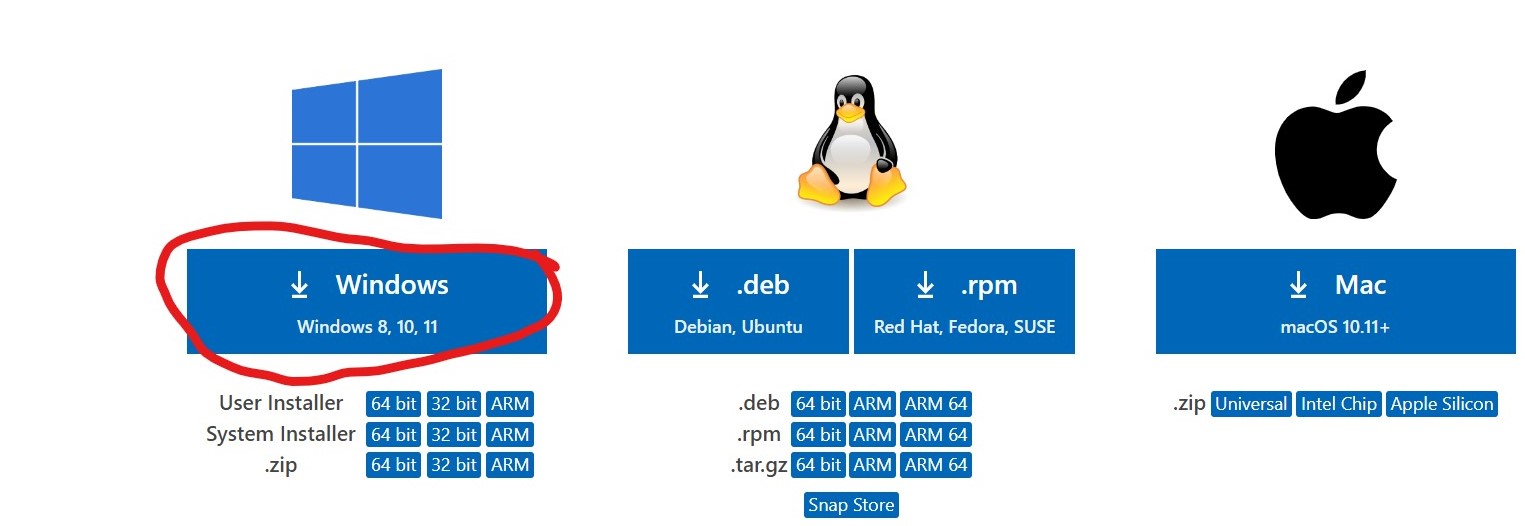 Windows
Windows 8, 10, 11
User Installer 64 bit 32 bit ARM
System Installer 64 bit 32 bit ARM
.zip 64 bit 32 bit ARM
.deb
Debian, Ubuntu
.rpm
Red Hat, Fedora, SUSE
.deb 64 bit ARM ARM 64
.rpm 64 bit ARM ARM 64
.tar.gz 64 bit ARM ARM 64
Snap Store
Mac
macOS 10.11+
.zip Universal Intel Chip Apple Silicon